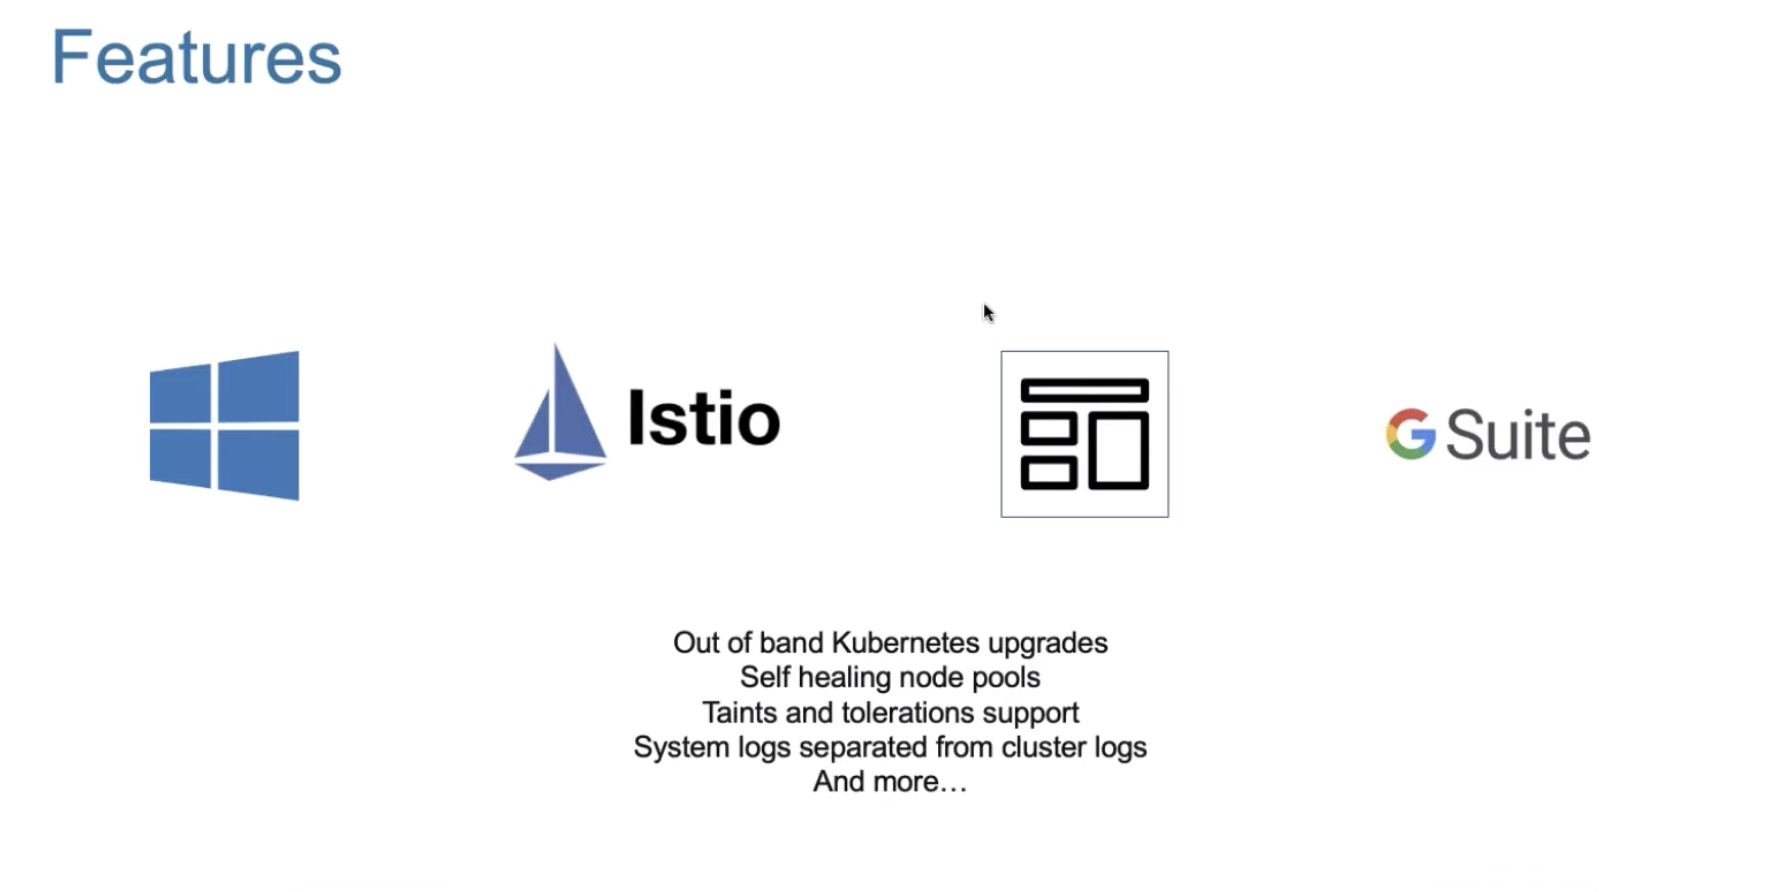 Features
Istio
G Suite
Out of band Kubernetes upgrades
Self healing node pools
Taints and tolerations support
System logs separated from cluster logs
And more…